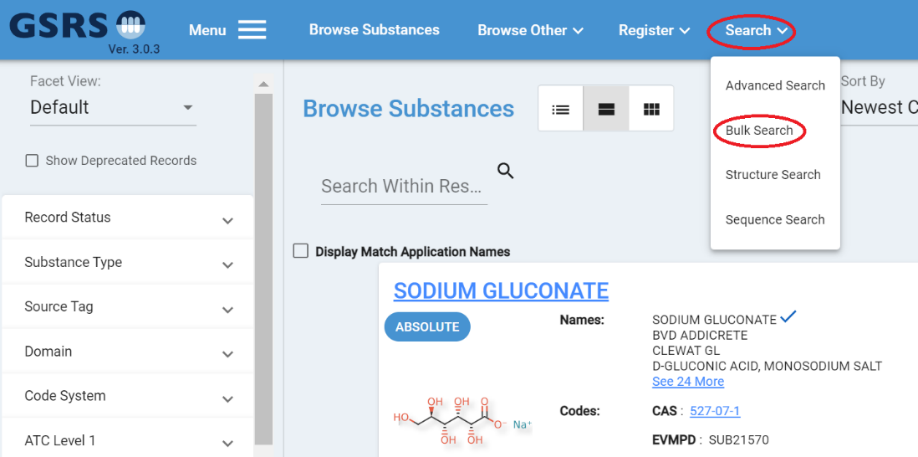 GSRS
Ver. 3.0.3
Menu
Browse Substances
Browse Other
Register
Search
Advanced Search
Bulk Search
Structure Search
Sequence Search
Facet View:
Default
Show Deprecated Records
Record Status
Substance Type
Source Tag
Domain
Code System
ATC Level 1
Browse Substances
Sort By
Newest C
Search Within Res...
Display Match Application Names
SODIUM GLUCONATE
ABSOLUTE
Names:
SODIUM GLUCONATE
BVD ADDICRETE
CLEWAT GL
D-GLUCONIC ACID, MONOSODIUM SALT
See 24 More
OH OH O
HO
O⁻ Na⁺
OH OH
Codes:
CAS : 527-07-1
EVMPD : SUB21570